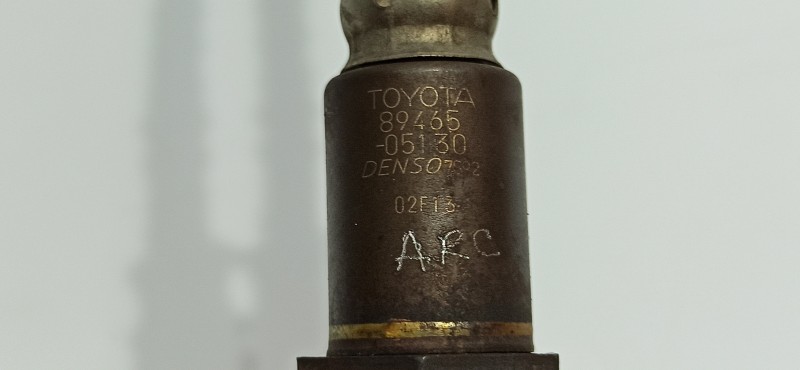 TOYOTA
89465
-05130
DENSO
02F13
ARC